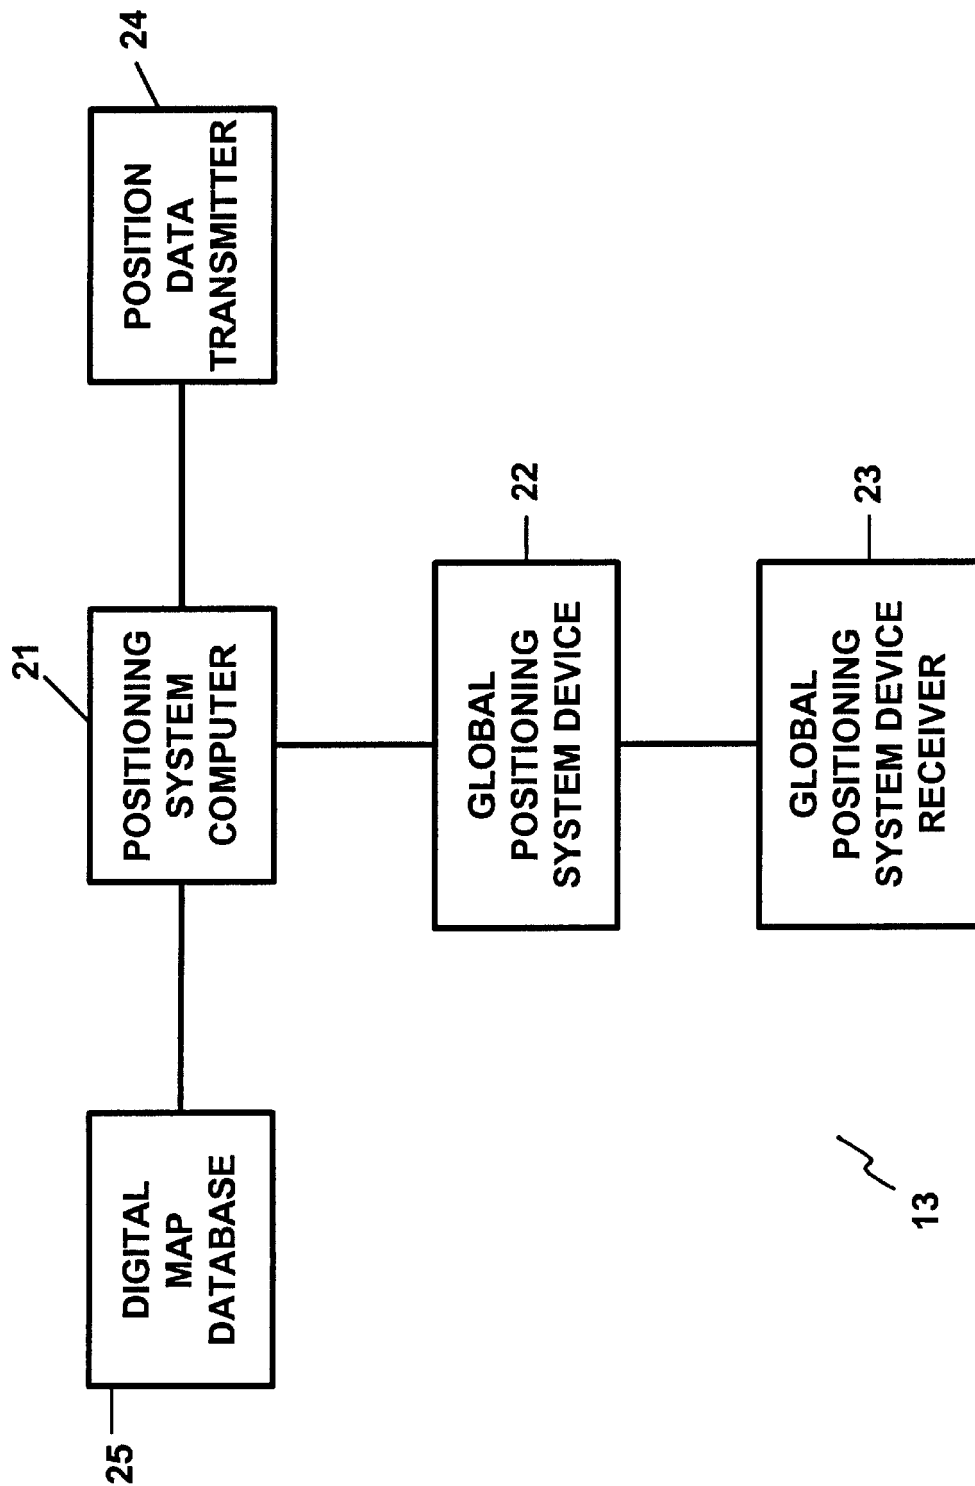 21
24
25
DIGITAL
MAP
DATABASE
POSITIONING
SYSTEM
COMPUTER
POSITION
DATA
TRANSMITTER
22
GLOBAL
POSITIONING
SYSTEM DEVICE
23
GLOBAL
POSITIONING
SYSTEM DEVICE
RECEIVER
13